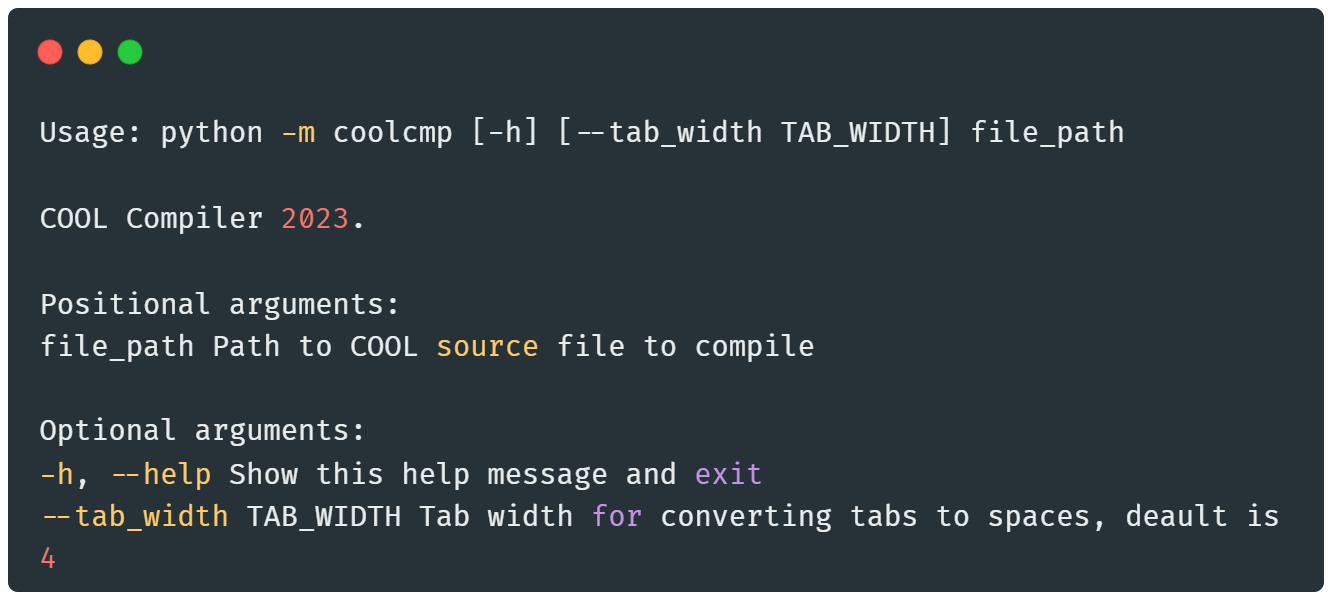 Usage: python -m coolcmp [-h] [--tab_width TAB_WIDTH] file_path
COOL Compiler 2023.
Positional arguments:
file_path Path to COOL source file to compile
Optional arguments:
-h, --help Show this help message and exit
--tab_width TAB_WIDTH Tab width for converting tabs to spaces, deault is
4